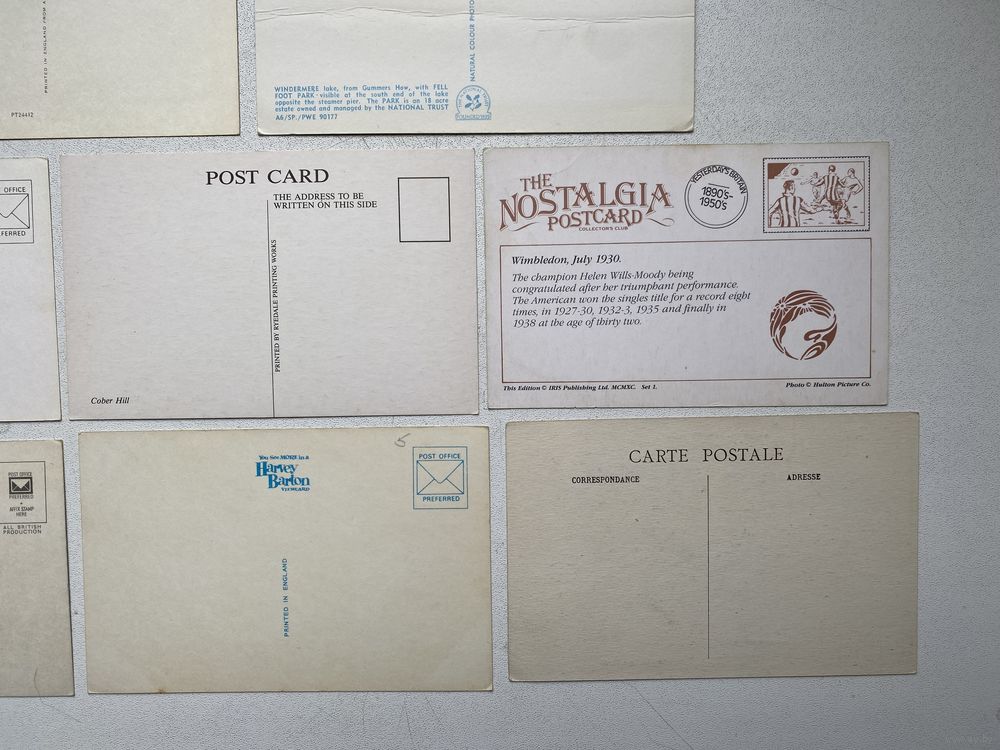 PRINTED IN ENGLAND
PT24412
NATURAL COLOUR PHOTO
WINDERMERE lake, from Gummers How, with FELL
FOOT PARK visible at the south end of the lake
opposite the steamer pier. The PARK is an 18 acre
estate owned and managed by the NATIONAL TRUST
A6/SP./PWE 90177
FOUNDED 1895
OFFICE
FERRED
POST CARD
THE ADDRESS TO BE
WRITTEN ON THIS SIDE
PRINTED BY RYEDALE PRINTING WORKS
Cober Hill
THE
NOSTALGIA
POSTCARD
COLLECTOR'S CLUB
YESTERDAY'S BRITAIN
1890's-
1950's
Wimbledon, July 1930.
The champion Helen Wills-Moody being
congratulated after her triumphant performance.
The American won the singles title for a record eight
times, in 1927-30, 1932-3, 1935 and finally in
1938 at the age of thirty two.
This Edition © IRIS Publishing Ltd. MCMXC. Set 1.
Photo © Hulton Picture Co.
POST OFFICE
PREFERRED
AFFIX STAMP
HERE
ALL BRITISH
PRODUCTION
You See MORE in a
Harvey
Barton
VIEWCARD
5
POST OFFICE
PREFERRED
PRINTED IN ENGLAND
CARTE POSTALE
CORRESPONDANCE
ADRESSE